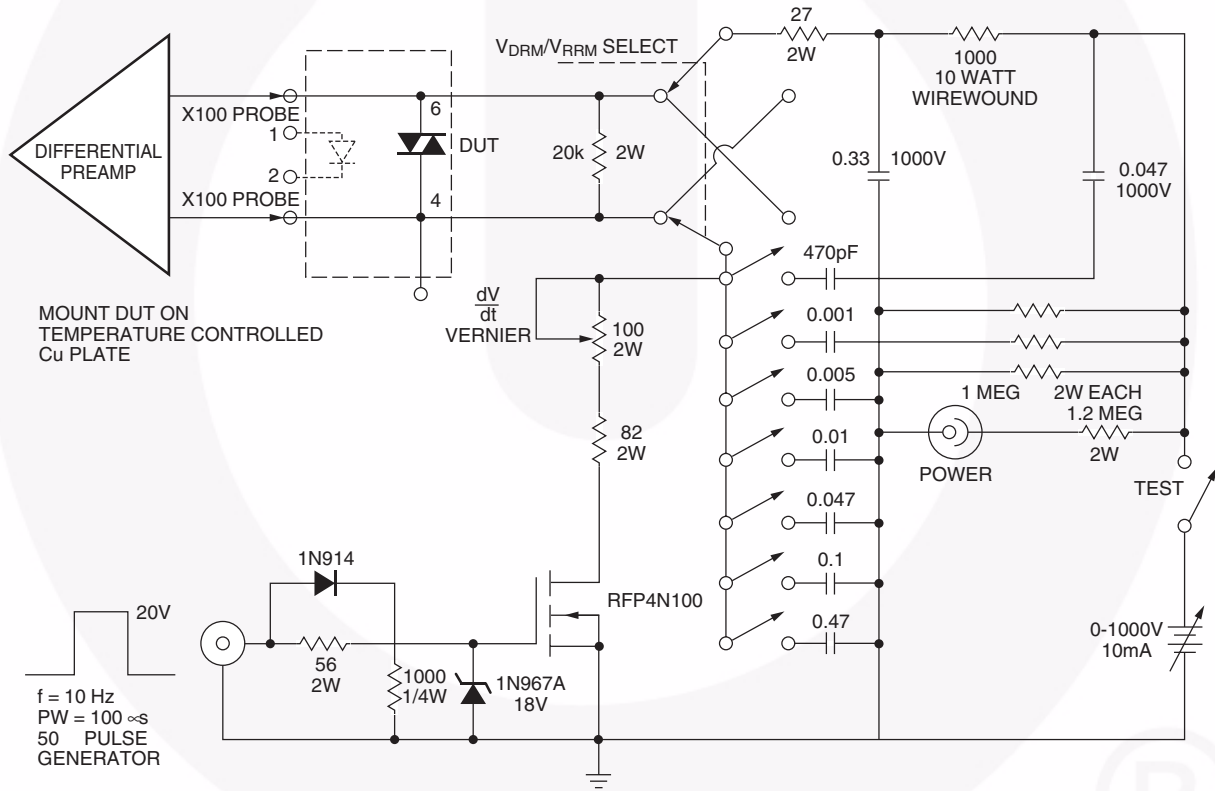 27
2W
VDRM/VRRM SELECT
1000
10 WATT
WIREWOUND
X100 PROBE
6
1
DUT
DIFFERENTIAL
PREAMP
20k
2W
0.33
1000V
0.047
1000V
2
X100 PROBE
4
470pF
MOUNT DUT ON
TEMPERATURE CONTROLLED
Cu PLATE
dV
dt
VERNIER
100
2W
0.001
0.005
1 MEG
2W EACH
1.2 MEG
2W
82
2W
0.01
POWER
TEST
0.047
1N914
0.1
RFP4N100
20V
0.47
0-1000V
10mA
56
2W
1000
1/4W
1N967A
18V
f = 10 Hz
PW = 100 ∝s
50 PULSE
GENERATOR
®